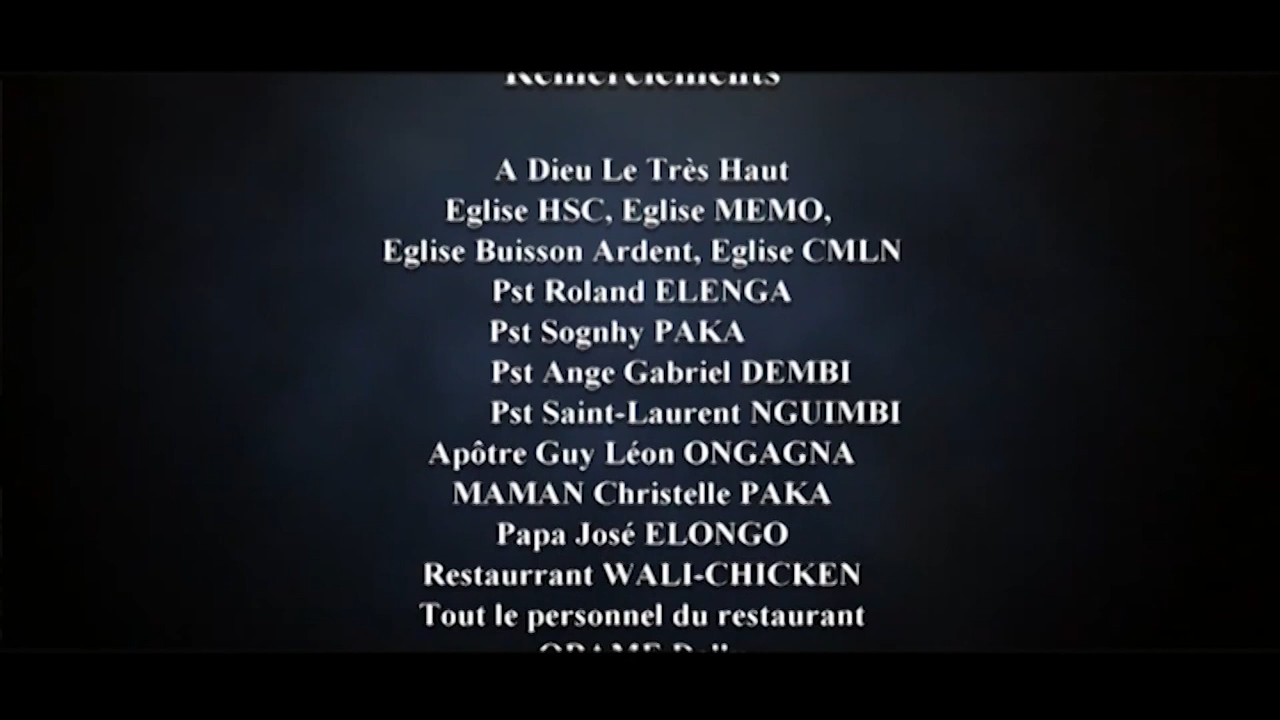 Remerciements
A Dieu Le Très Haut
Eglise HSC, Eglise MEMO,
Eglise Buisson Ardent, Eglise CMLN
Pst Roland ELENGA
Pst Sognhy PAKA
Pst Ange Gabriel DEMBI
Pst Saint-Laurent NGUIMBI
Apôtre Guy Léon ONGAGNA
MAMAN Christelle PAKA
Papa José ELONGO
Restaurrant WALI-CHICKEN
Tout le personnel du restaurant